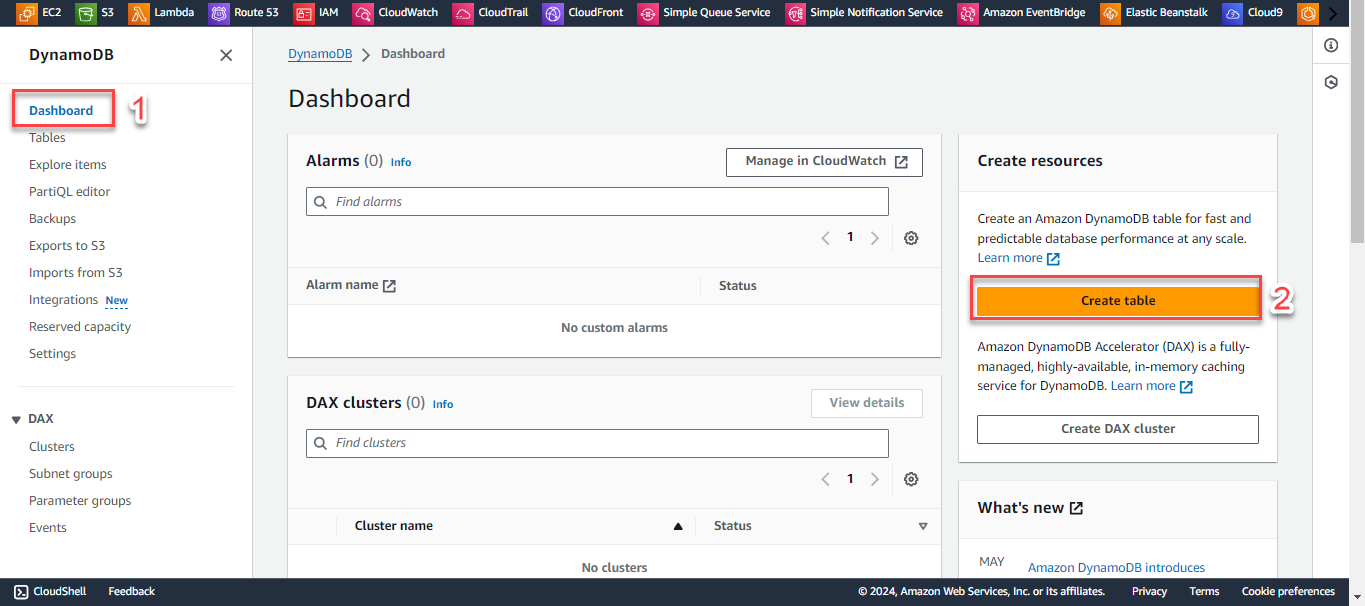 EC2 S3 Lambda Route 53 IAM CloudWatch CloudTrail CloudFront Simple Queue Service Simple Notification Service Amazon EventBridge Elastic Beanstalk Cloud9
DynamoDB
Dashboard
1
Tables
Explore items
PartiQL editor
Backups
Exports to S3
Imports from S3
Integrations New
Reserved capacity
Settings
DAX
Clusters
Subnet groups
Parameter groups
Events
DynamoDB Dashboard
Dashboard
Alarms (0) Info
Manage in CloudWatch
Find alarms
1
Alarm name Status
No custom alarms
DAX clusters (0) Info
View details
Find clusters
1
Cluster name Status
No clusters
Create resources
Create an Amazon DynamoDB table for fast and
predictable database performance at any scale.
Learn more
Create table
2
Amazon DynamoDB Accelerator (DAX) is a fully-
managed, highly-available, in-memory caching
service for DynamoDB. Learn more
Create DAX cluster
What's new
MAY Amazon DynamoDB introduces
CloudShell Feedback © 2024, Amazon Web Services, Inc. or its affiliates. Privacy Terms Cookie preferences